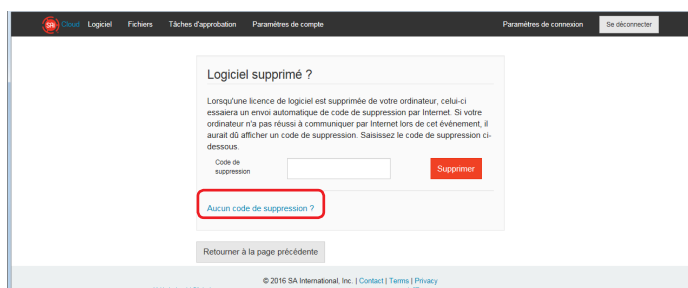 SAi Cloud Logiciel Fichiers Tâches d'approbation Paramètres de compte Paramètres de connexion Se déconnecter
Logiciel supprimé ?
Lorsqu'une licence de logiciel est supprimée de votre ordinateur, celui-ci
essaiera un envoi automatique de code de suppression par Internet. Si votre
ordinateur n'a pas réussi à communiquer par Internet lors de cet événement, il
aurait dû afficher un code de suppression. Saisissez le code de suppression ci-
dessous.
Code de
suppression
Supprimer
Aucun code de suppression ?
Retourner à la page précédente
© 2016 SA International, Inc. | Contact | Terms | Privacy